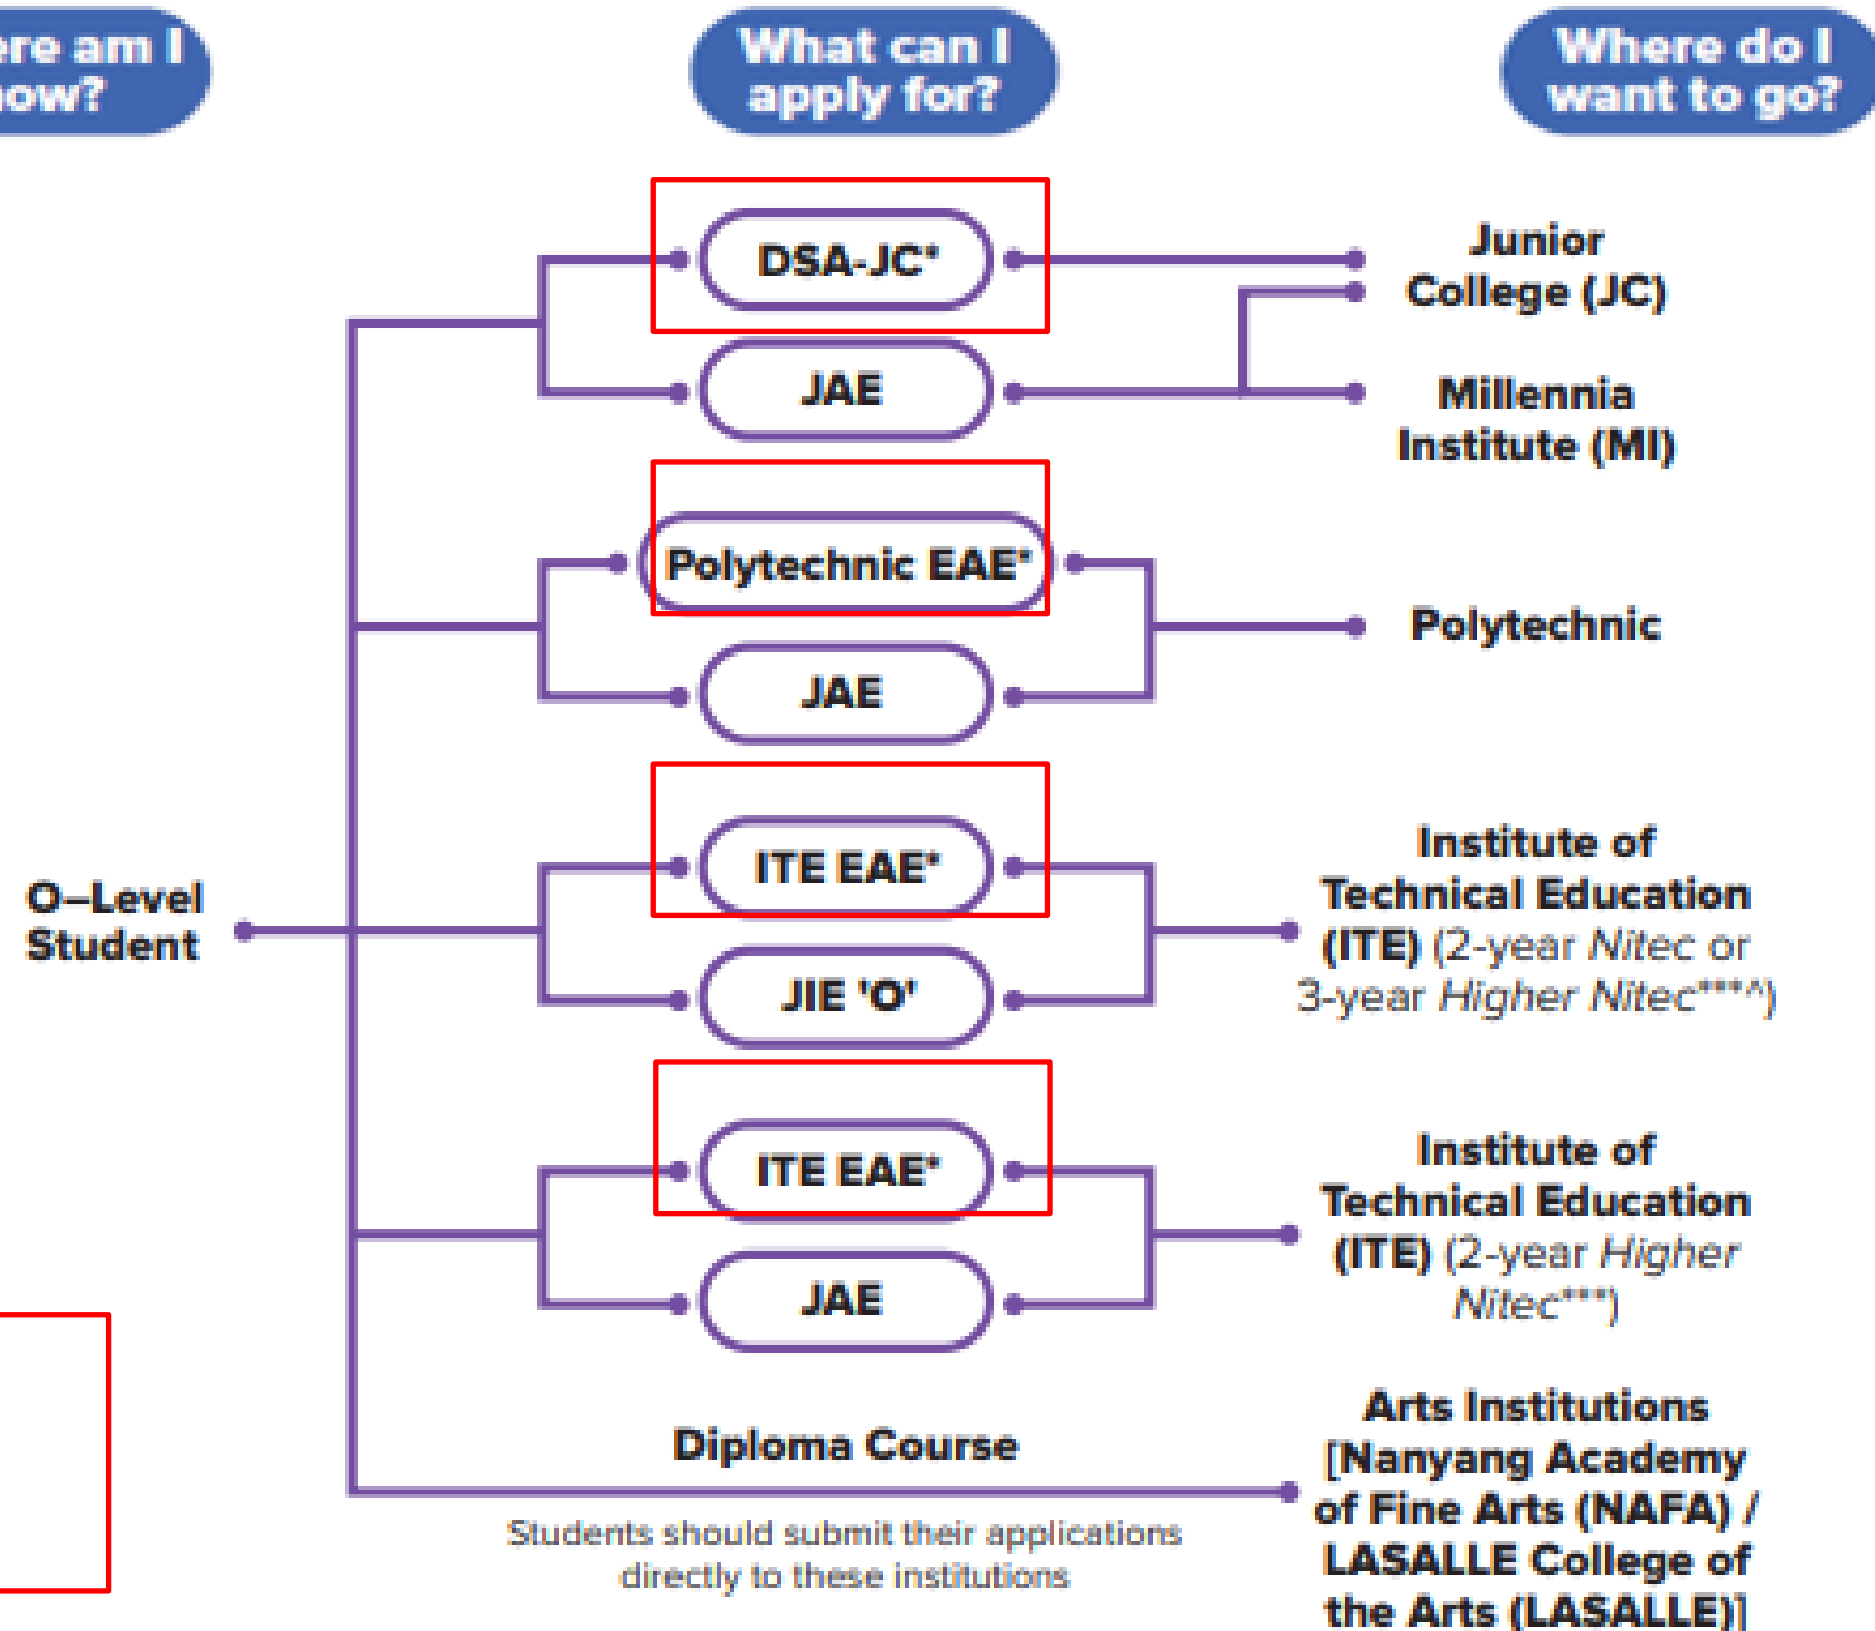 ere am I
now?
What can I
apply for?
Where do I
want to go?
DSA-JC*
JAE
Junior
College (JC)
Millennia
Institute (MI)
Polytechnic EAE*
JAE
Polytechnic
O–Level
Student
ITE EAE*
JIE 'O'
Institute of
Technical Education
(ITE) (2-year Nitec or
3-year Higher Nitec***^)
ITE EAE*
JAE
Institute of
Technical Education
(ITE) (2-year Higher
Nitec***)
Diploma Course
Students should submit their applications
directly to these institutions
Arts Institutions
[Nanyang Academy
of Fine Arts (NAFA) /
LASALLE College of
the Arts (LASALLE)]